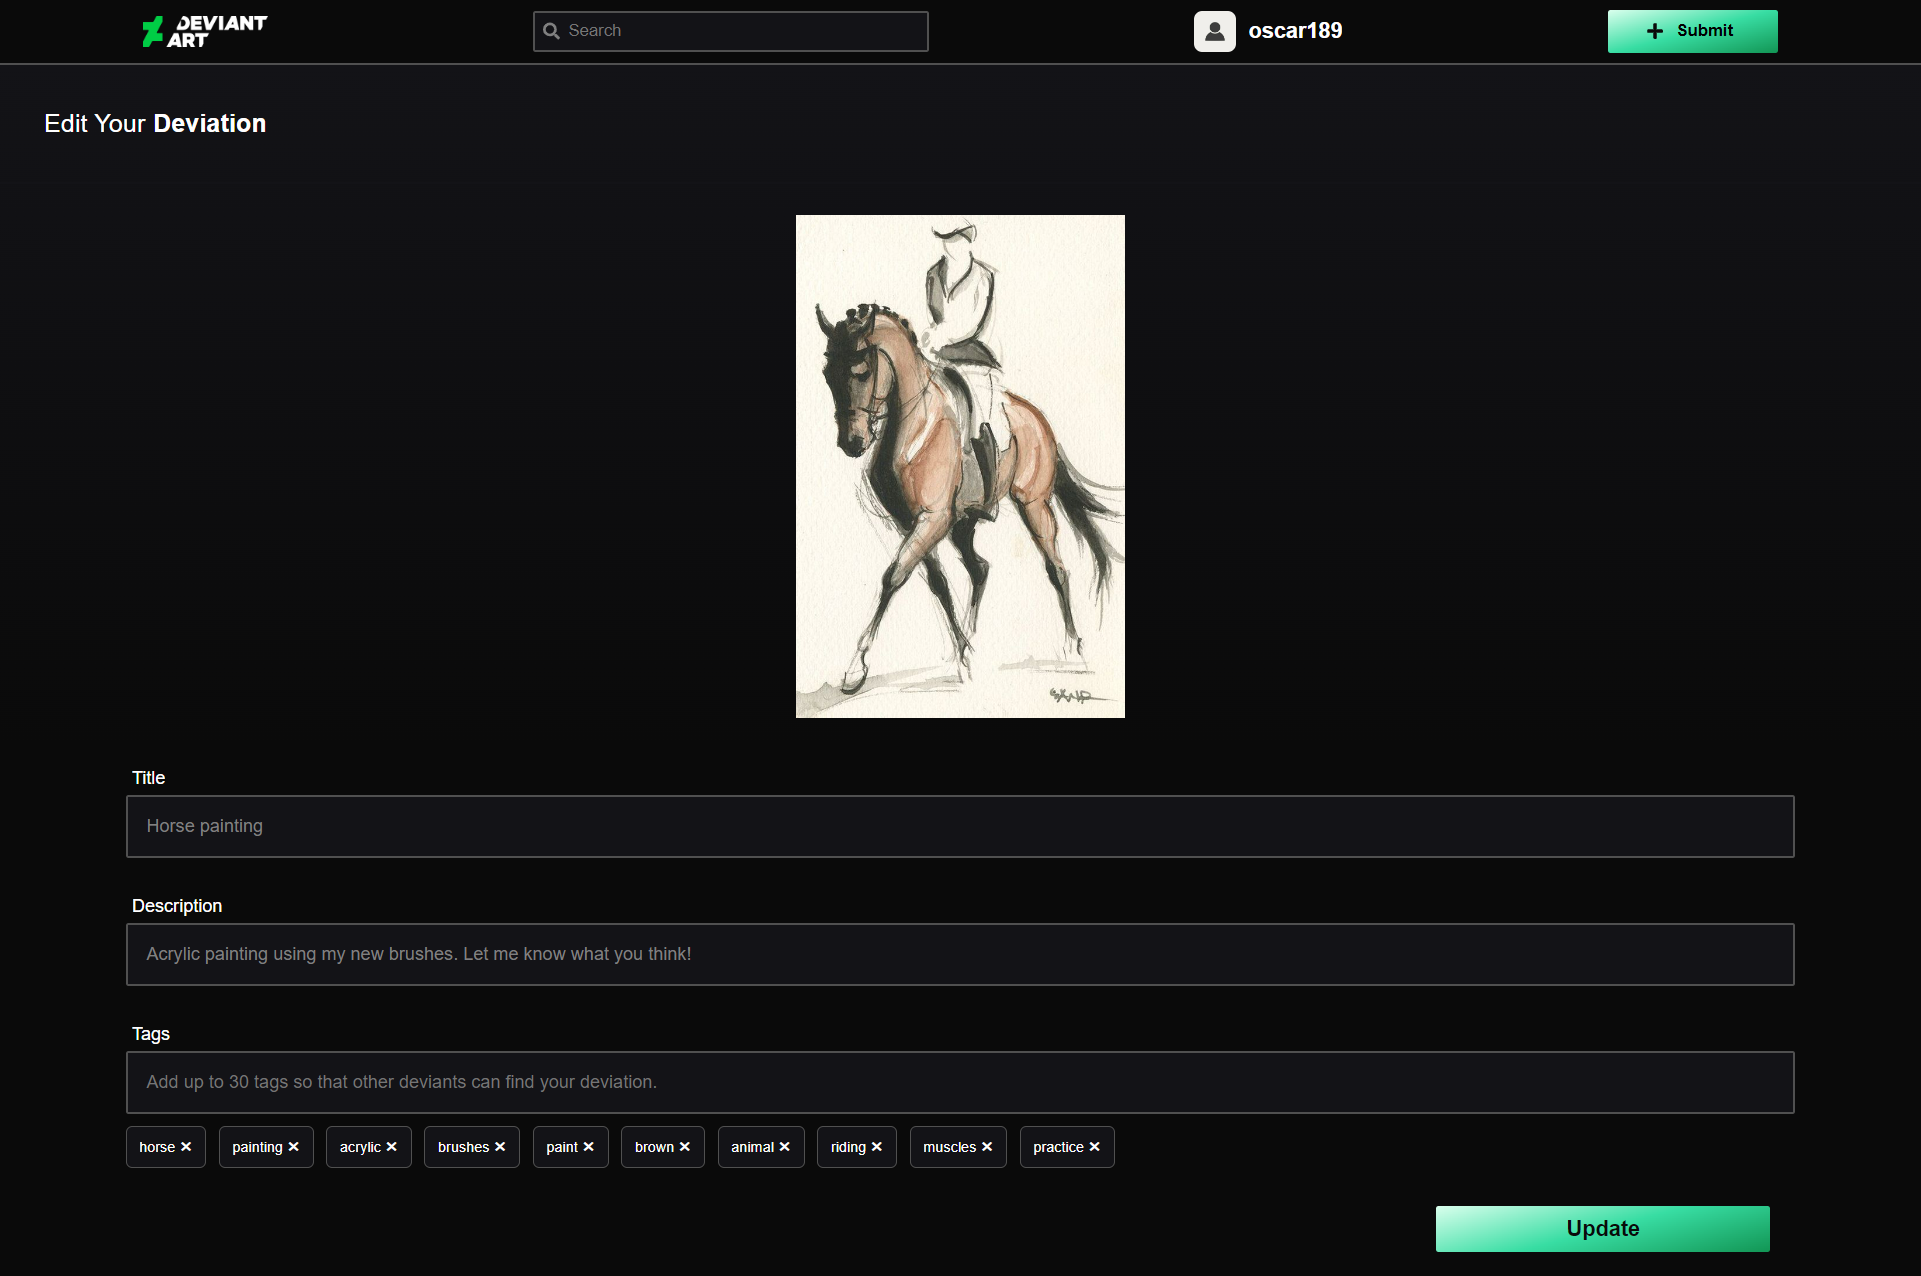 DEVIANT
ART
Search
oscar189
Submit
Edit Your Deviation
Title
Horse painting
Description
Acrylic painting using my new brushes. Let me know what you think!
Tags
Add up to 30 tags so that other deviants can find your deviation.
horse ✕ painting ✕ acrylic ✕ brushes ✕ paint ✕ brown ✕ animal ✕ riding ✕ muscles ✕ practice ✕
Update